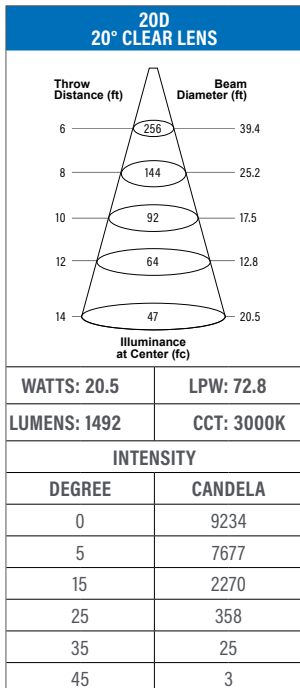 20D
20° CLEAR LENS
Throw Distance (ft)
Beam Diameter (ft)
6 256 39.4
8 144 25.2
10 92 17.5
12 64 12.8
14 47 20.5
Illuminance
at Center (fc)
WATTS: 20.5 LPW: 72.8
LUMENS: 1492 CCT: 3000K
INTENSITY
DEGREE CANDELA
0 9234
5 7677
15 2270
25 358
35 25
45 3